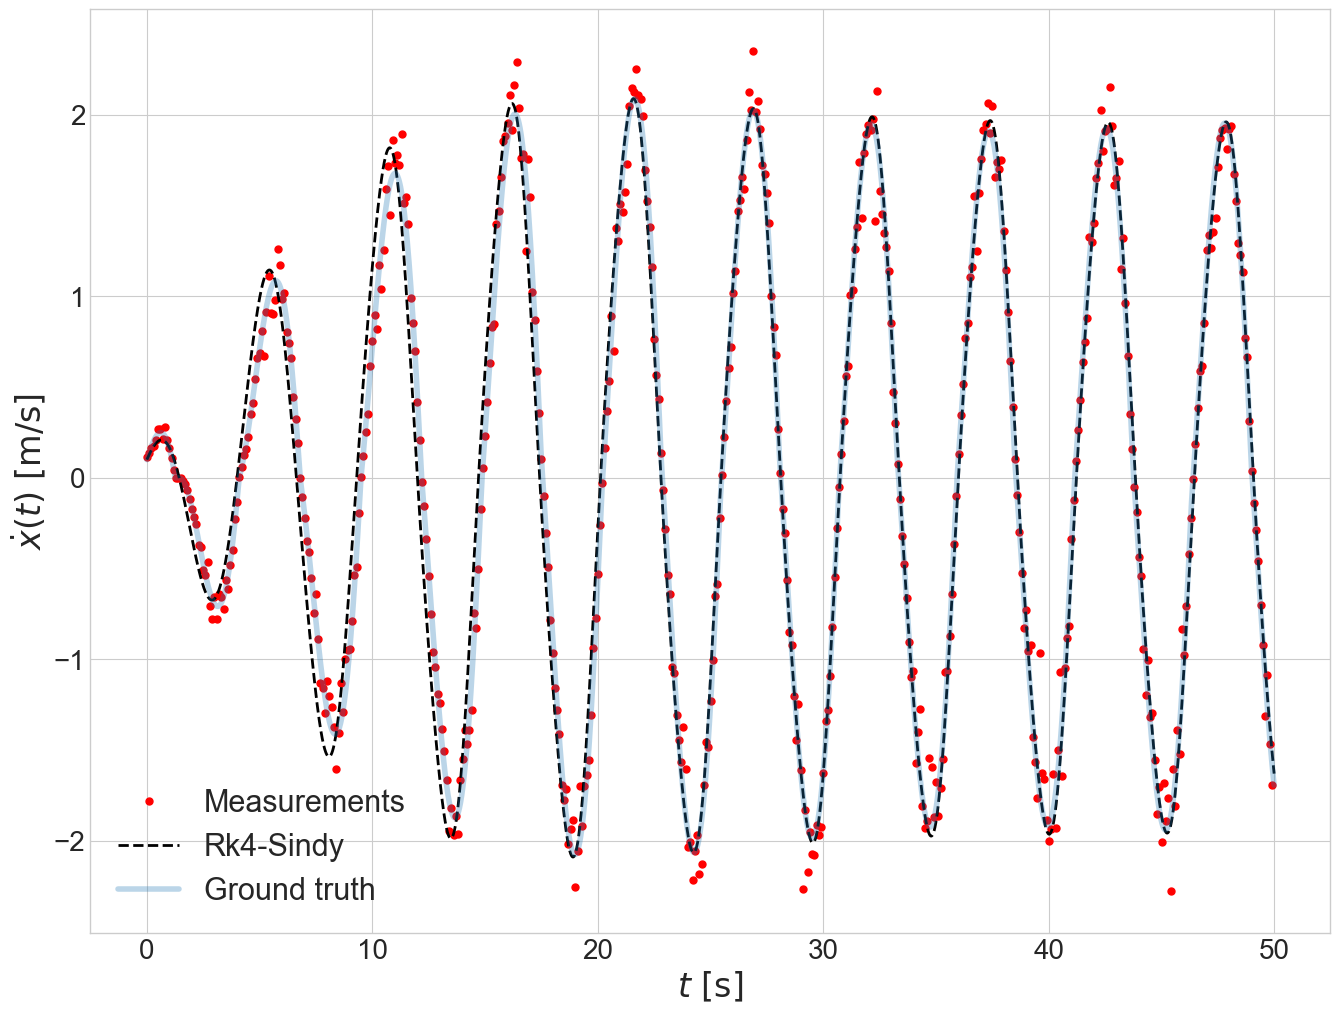 ẋ(t) [m/s]
2
1
0
−1
−2
Measurements
Rk4-Sindy
Ground truth
0 10 20 30 40 50
t [s]